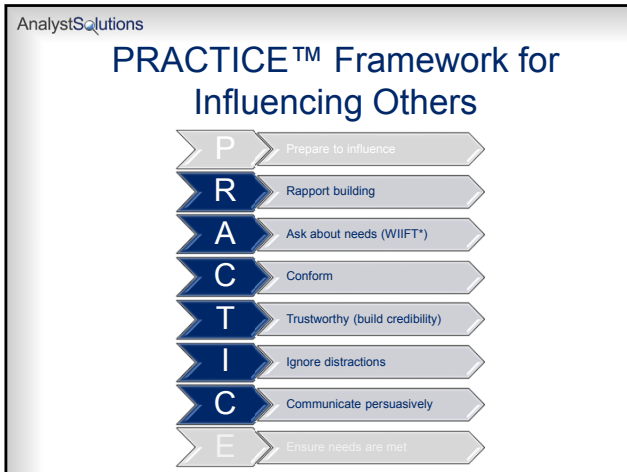 AnalystSolutions
PRACTICE™ Framework for
Influencing Others
P Prepare to influence
R Rapport building
A Ask about needs (WIIFT*)
C Conform
T Trustworthy (build credibility)
I Ignore distractions
C Communicate persuasively
E Ensure needs are met